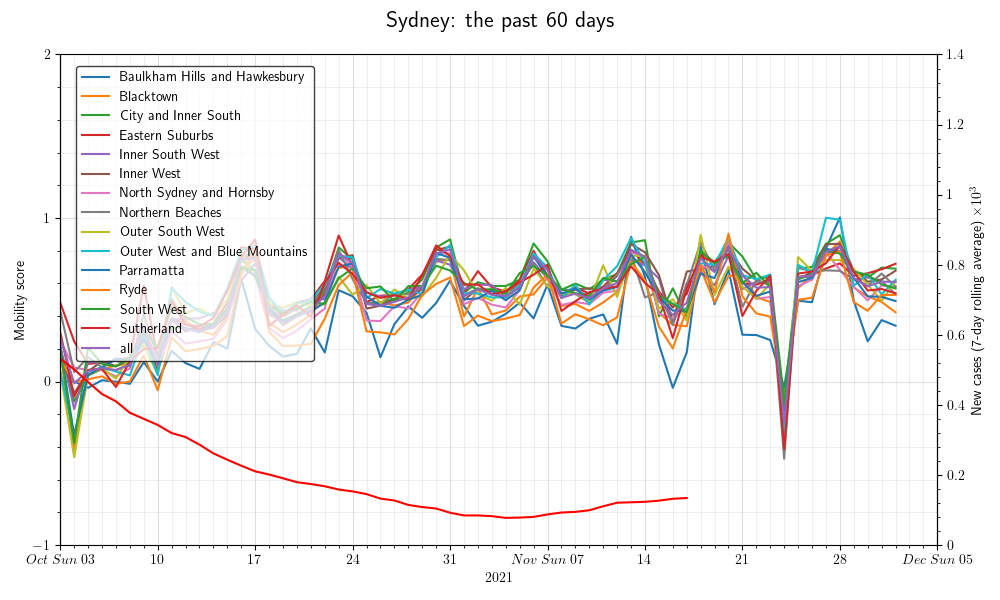 Sydney: the past 60 days
2
1
0
−1
Mobility score
Baulkham Hills and Hawkesbury
Blacktown
City and Inner South
Eastern Suburbs
Inner South West
Inner West
North Sydney and Hornsby
Northern Beaches
Outer South West
Outer West and Blue Mountains
Parramatta
Ryde
South West
Sutherland
all
1.4
1.2
1
0.8
0.6
0.4
0.2
0
New cases (7-day rolling average) ×10³
Oct Sun 03 10 17 24 31 Nov Sun 07 14 21 28 Dec Sun 05
2021